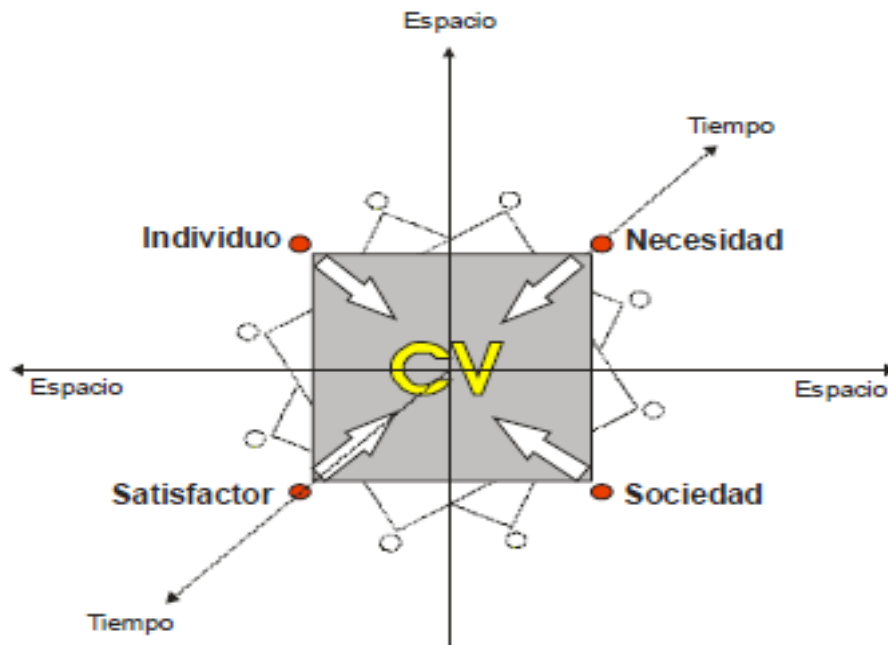 Espacio
Tiempo
Individuo
Necesidad
CV
Espacio
Espacio
Satisfactor
Sociedad
Tiempo